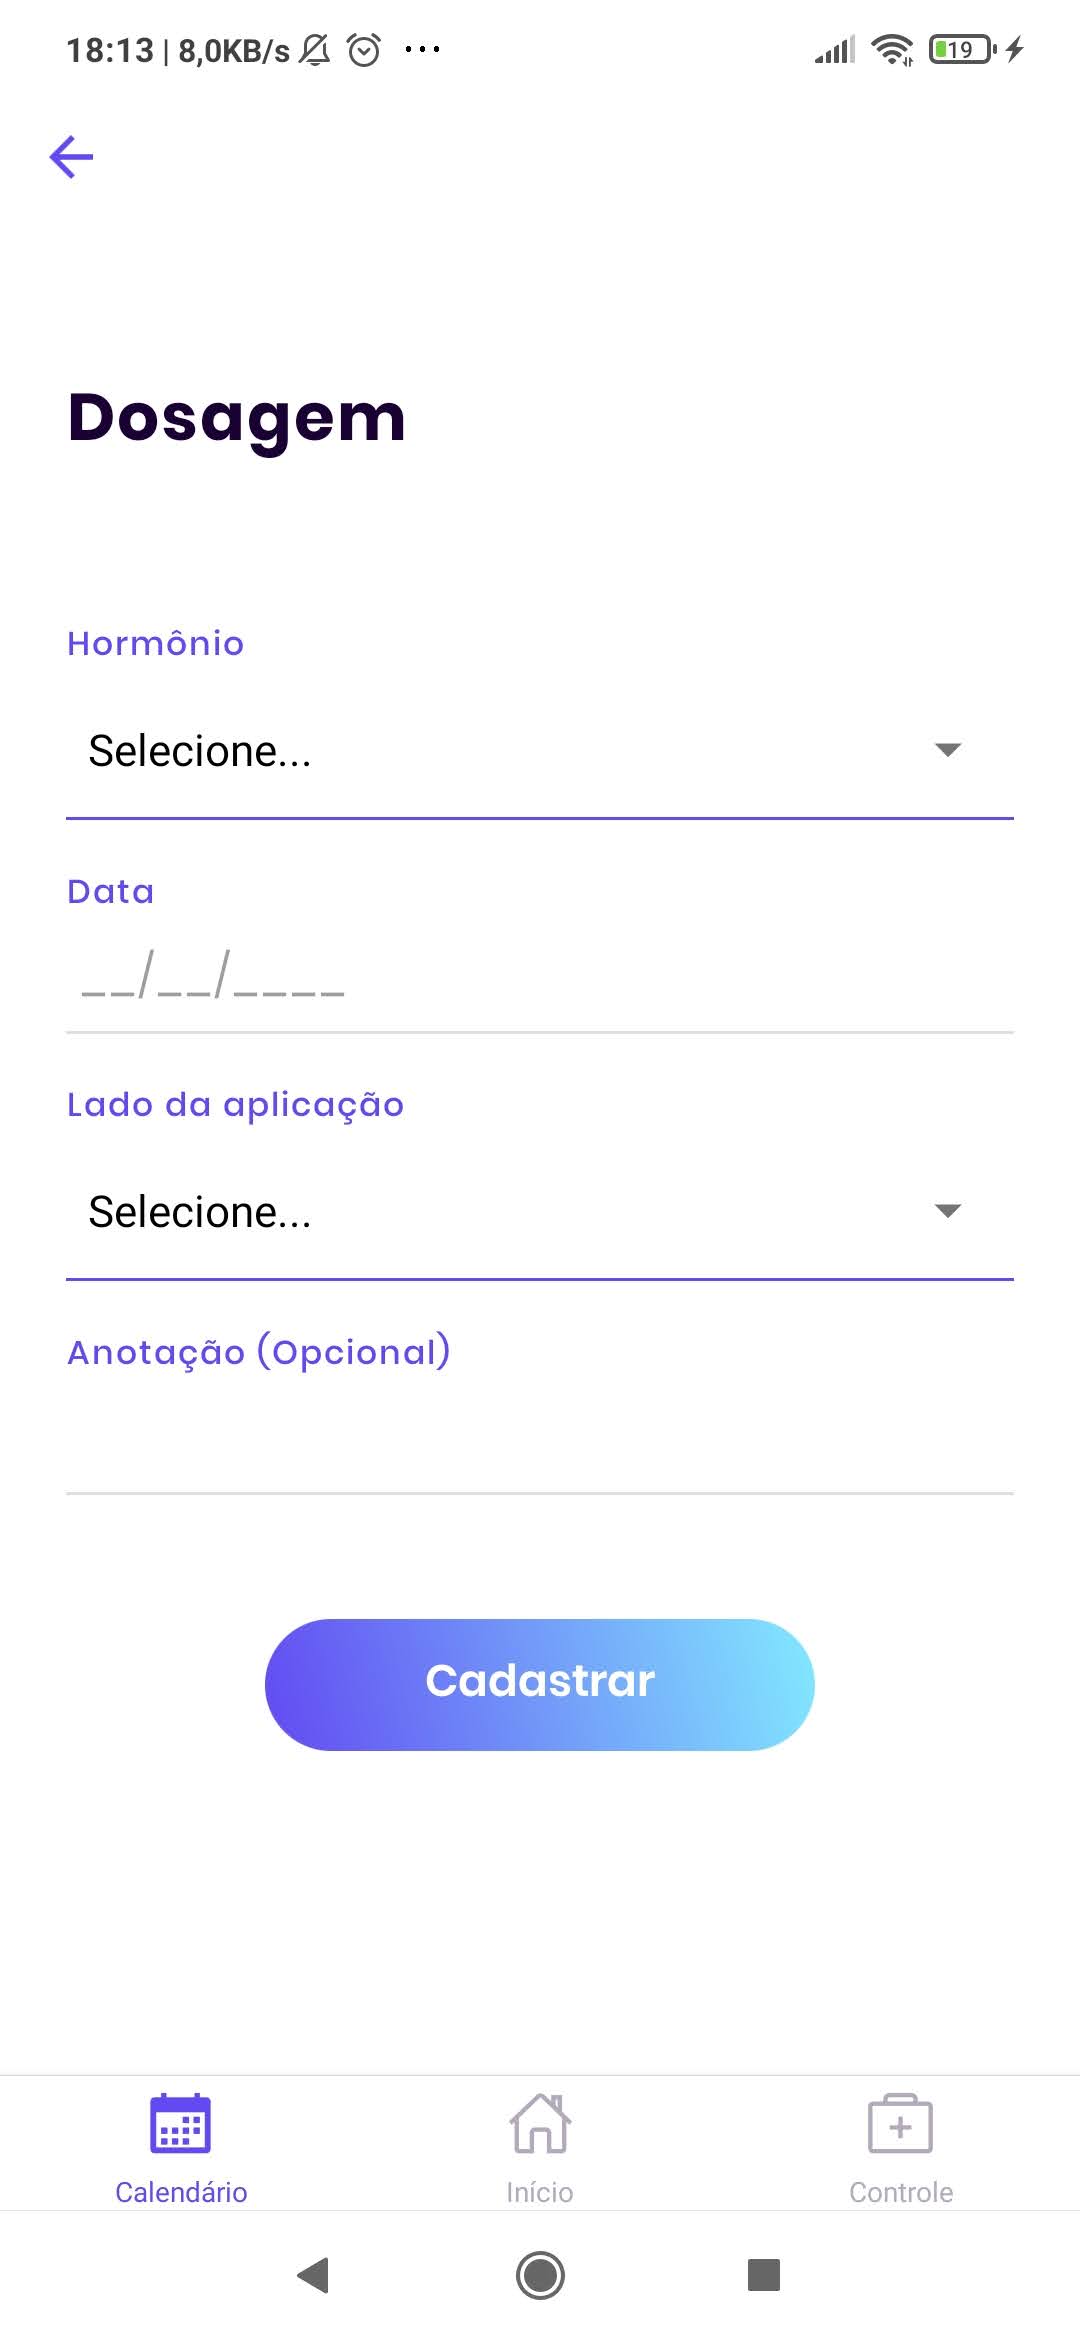 18:13 | 8,0KB/s ...
19
Dosagem
Hormônio
Selecione...
Data
__/__/____
Lado da aplicação
Selecione...
Anotação (Opcional)
Cadastrar
Calendário
Início
Controle